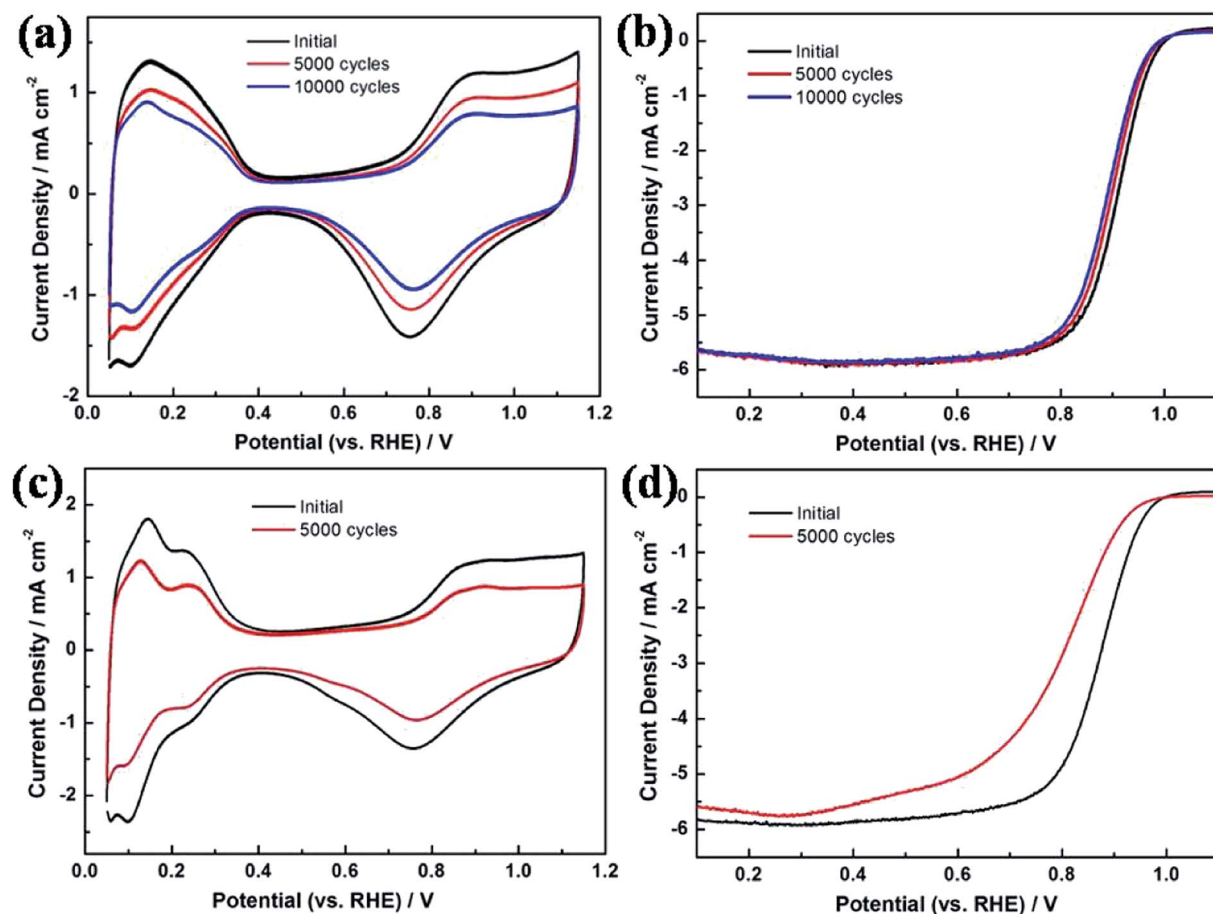 (a)
Initial
5000 cycles
10000 cycles
Current Density / mA cm-2
1
0
-1
-2
0.0 0.2 0.4 0.6 0.8 1.0 1.2
Potential (vs. RHE) / V
(b)
Initial
5000 cycles
10000 cycles
Current Density / mA cm-2
0
-1
-2
-3
-4
-5
-6
0.2 0.4 0.6 0.8 1.0
Potential (vs. RHE) / V
(c)
Initial
5000 cycles
Current Density / mA cm-2
2
1
0
-1
-2
0.0 0.2 0.4 0.6 0.8 1.0 1.2
Potential (vs. RHE) / V
(d)
Initial
5000 cycles
Current Density / mA cm-2
0
-1
-2
-3
-4
-5
-6
0.2 0.4 0.6 0.8 1.0
Potential (vs. RHE) / V